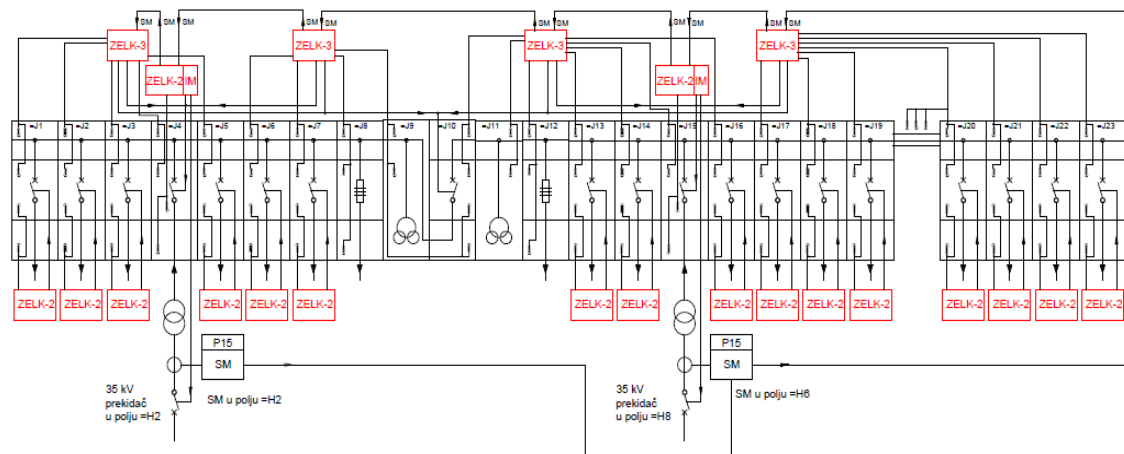 SM SM SM SM SM SM SM SM
ZELK-3 ZELK-3 ZELK-3 ZELK-3
ZELK-2 IM ZELK-2 IM
=J1 =J2 =J3 =J4 =J5 =J6 =J7 =J8 =J9 =J10 =J11 =J12 =J13 =J14 =J15 =J16 =J17 =J18 =J19 =J20 =J21 =J22 =J23
ZELK-2 ZELK-2 ZELK-2 ZELK-2 ZELK-2 ZELK-2 ZELK-2 ZELK-2 ZELK-2 ZELK-2 ZELK-2 ZELK-2 ZELK-2 ZELK-2 ZELK-2 ZELK-2
P15 P15
SM SM
35 kV
prekidač
u polju =H2
SM u polju =H2
35 kV
prekidač
u polju =H8
SM u polju =H6